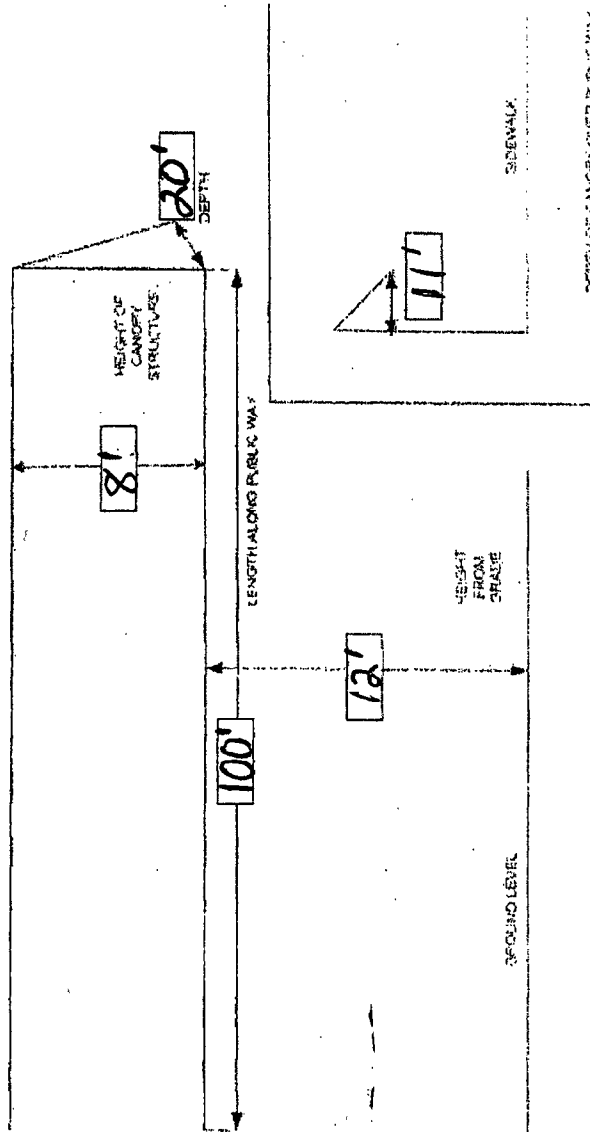 20'
DEPTH
HEIGHT OF
CANOPY
STRUCTURE
8'
LENGTH ALONG PUBLIC WAY
100'
12'
HEIGHT
FROM
GRADE
GROUND LEVEL
11'
SIDEWALK